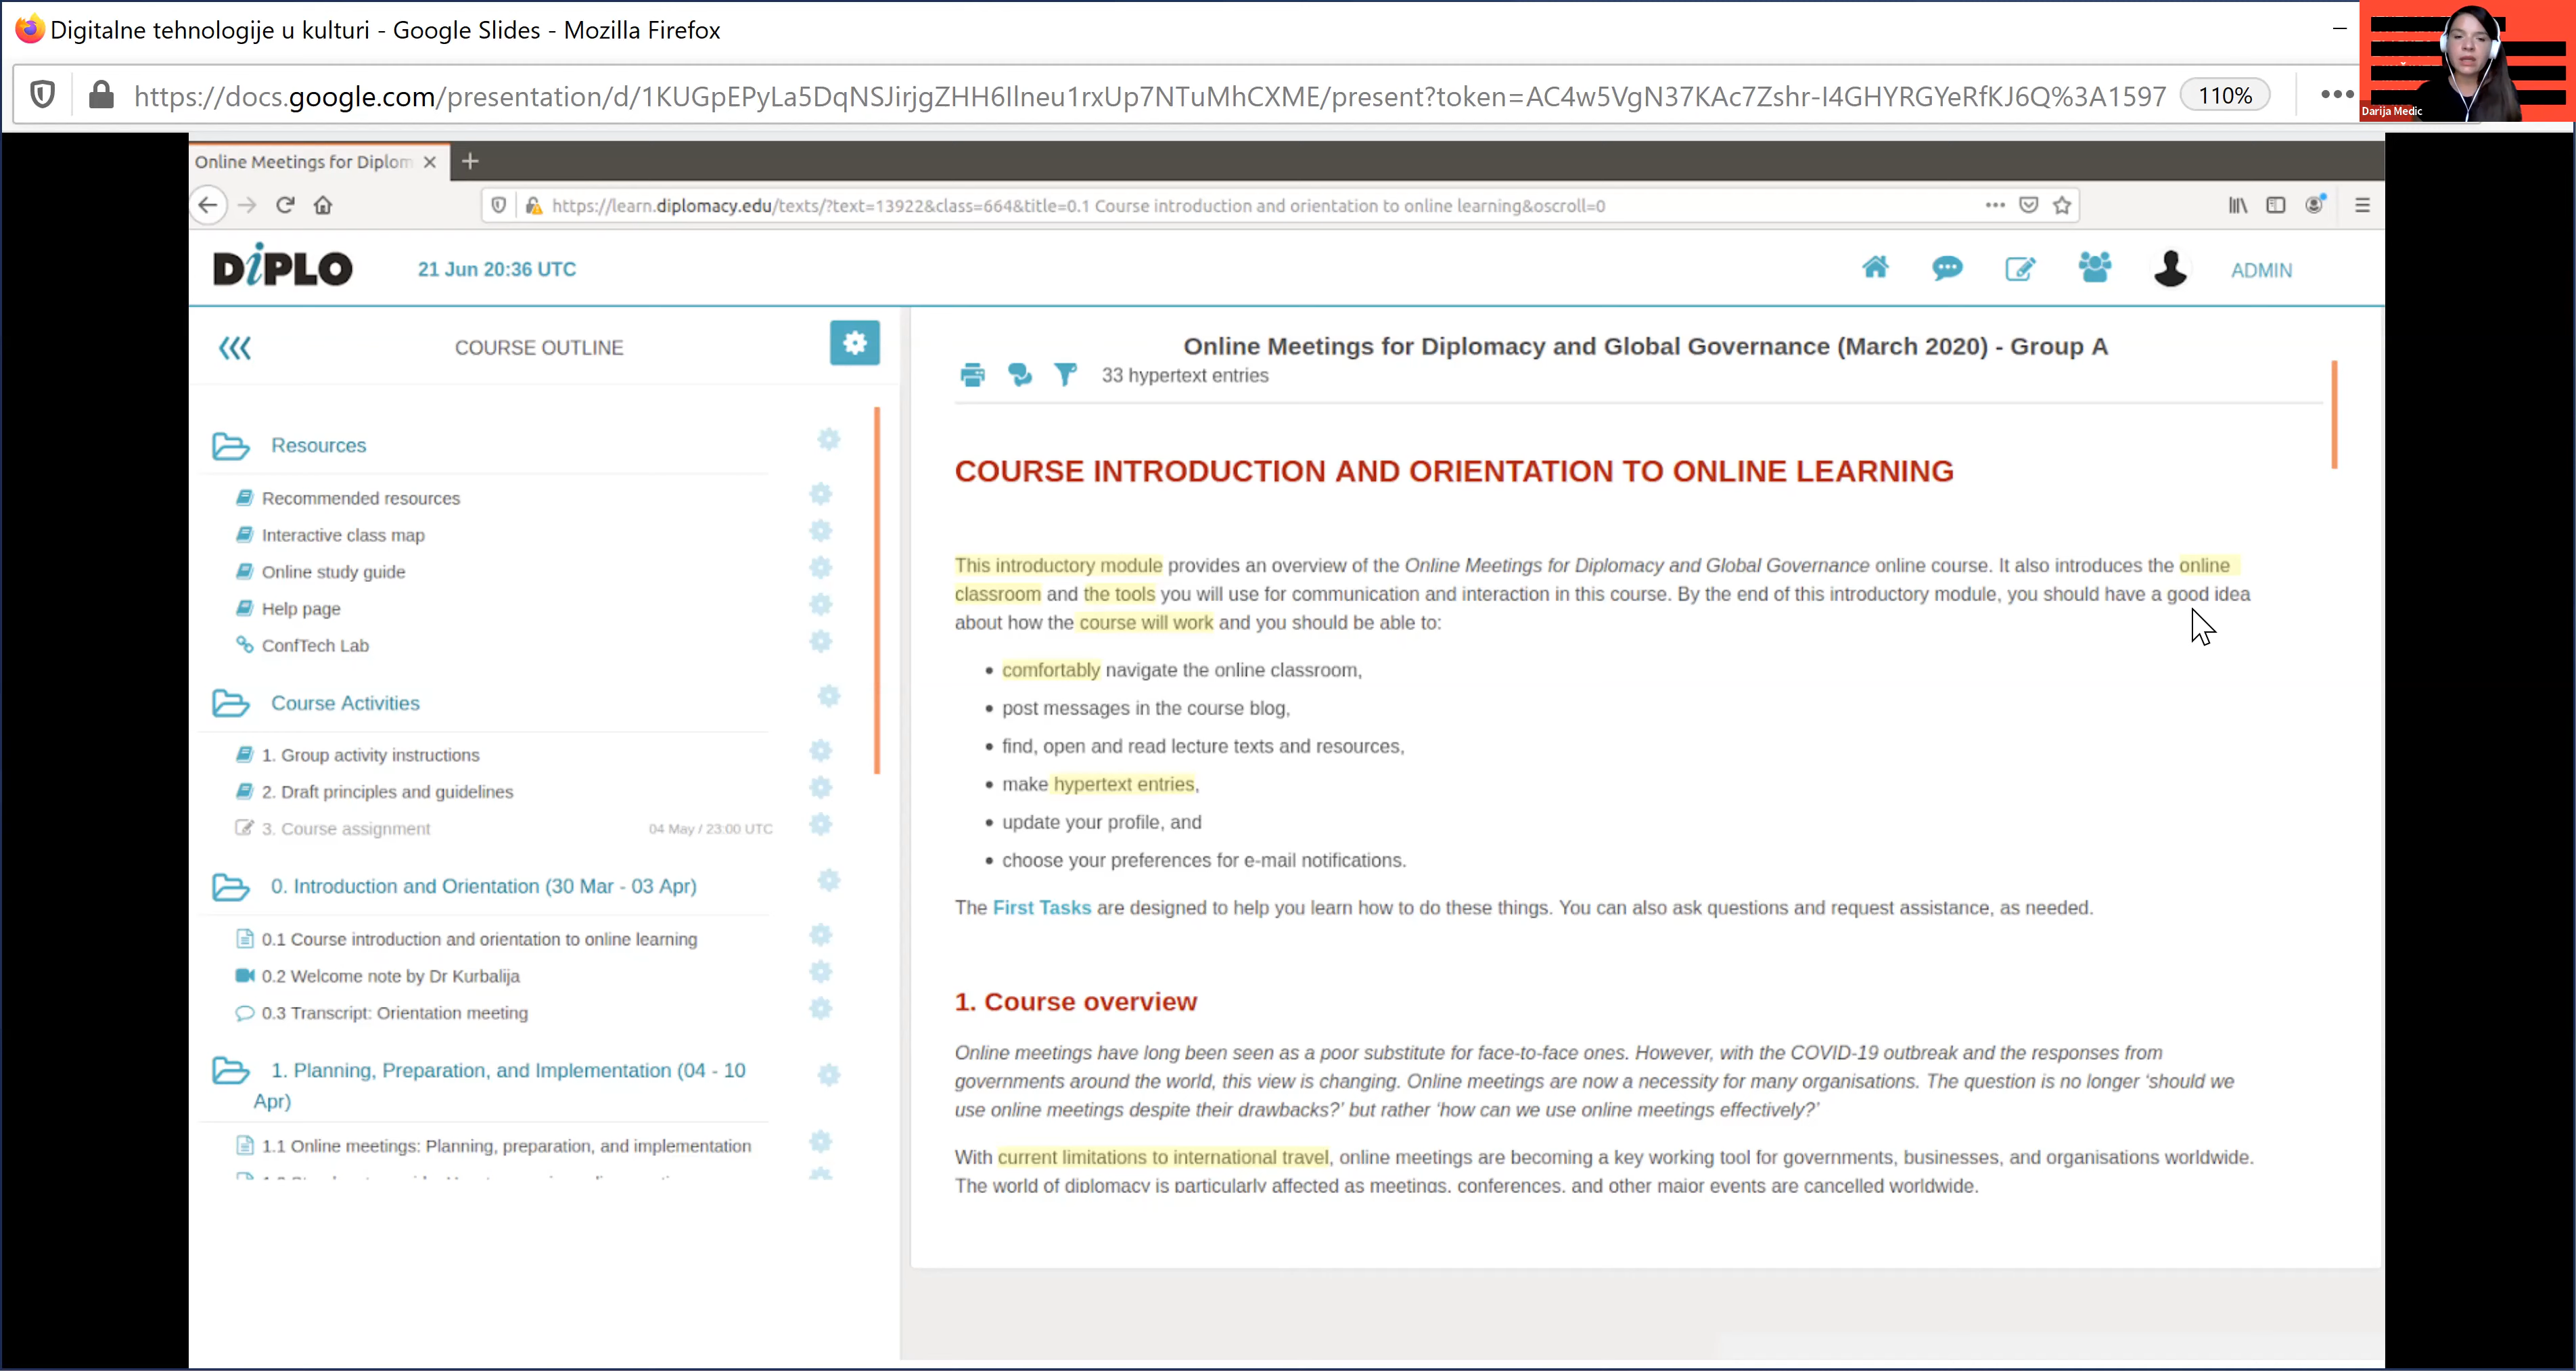 Digitalne tehnologije u kulturi - Google Slides - Mozilla Firefox
https://docs.google.com/presentation/d/1KUGpEPyLa5DqNSJirjgZHH6Ilneu1rxUp7NTuMhCXME/present?token=AC4w5VgN37KAc7Zshr-I4GHYRGYeRfKJ6Q%3A1597
110%
Darija Medic
Online Meetings for Diplom
https://learn.diplomacy.edu/texts/?text=13922&class=664&title=0.1 Course introduction and orientation to online learning&oscroll=0
DiPLO
21 Jun 20:36 UTC
ADMIN
COURSE OUTLINE
Resources
Recommended resources
Interactive class map
Online study guide
Help page
ConfTech Lab
Course Activities
1. Group activity instructions
2. Draft principles and guidelines
3. Course assignment 04 May / 23:00 UTC
0. Introduction and Orientation (30 Mar - 03 Apr)
0.1 Course introduction and orientation to online learning
0.2 Welcome note by Dr Kurbalija
0.3 Transcript: Orientation meeting
1. Planning, Preparation, and Implementation (04 - 10
Apr)
1.1 Online meetings: Planning, preparation, and implementation
Online Meetings for Diplomacy and Global Governance (March 2020) - Group A
33 hypertext entries
COURSE INTRODUCTION AND ORIENTATION TO ONLINE LEARNING
This introductory module provides an overview of the Online Meetings for Diplomacy and Global Governance online course. It also introduces the online
classroom and the tools you will use for communication and interaction in this course. By the end of this introductory module, you should have a good idea
about how the course will work and you should be able to:
• comfortably navigate the online classroom,
• post messages in the course blog,
• find, open and read lecture texts and resources,
• make hypertext entries,
• update your profile, and
• choose your preferences for e-mail notifications.
The First Tasks are designed to help you learn how to do these things. You can also ask questions and request assistance, as needed.
1. Course overview
Online meetings have long been seen as a poor substitute for face-to-face ones. However, with the COVID-19 outbreak and the responses from
governments around the world, this view is changing. Online meetings are now a necessity for many organisations. The question is no longer ‘should we
use online meetings despite their drawbacks?’ but rather ‘how can we use online meetings effectively?’
With current limitations to international travel, online meetings are becoming a key working tool for governments, businesses, and organisations worldwide.
The world of diplomacy is particularly affected as meetings, conferences, and other major events are cancelled worldwide.